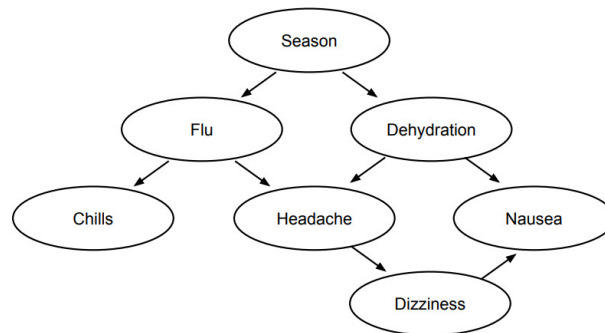 Season
Flu
Dehydration
Chills
Headache
Nausea
Dizziness